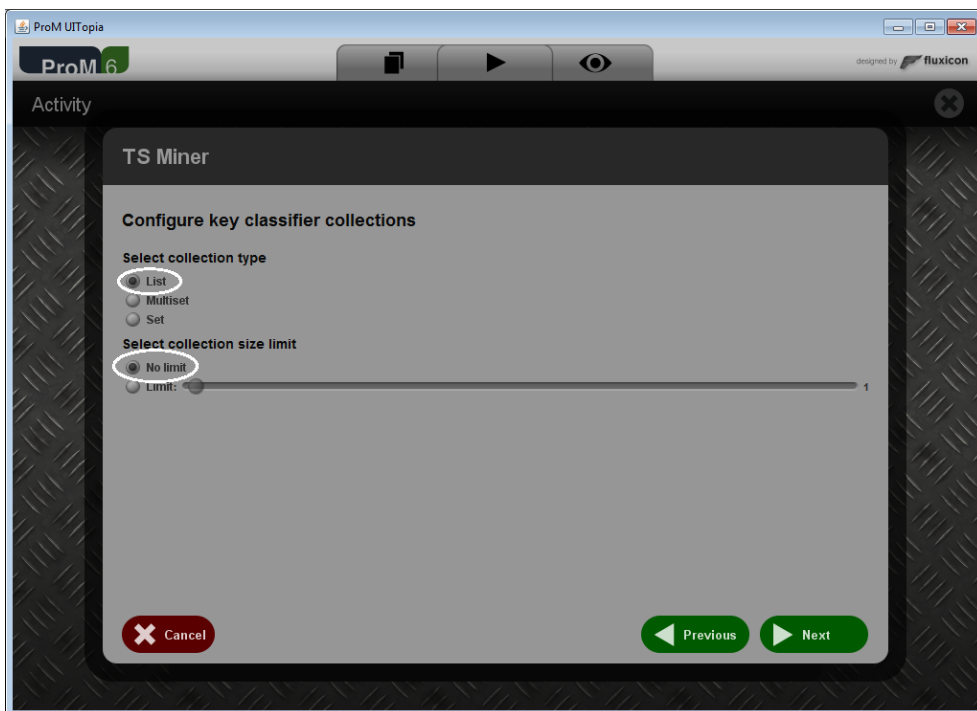 ProM UITopia
ProM 6
designed by fluxicon
Activity
TS Miner
Configure key classifier collections
Select collection type
List
Multiset
Set
Select collection size limit
No limit
Limit: 1
Cancel
Previous
Next